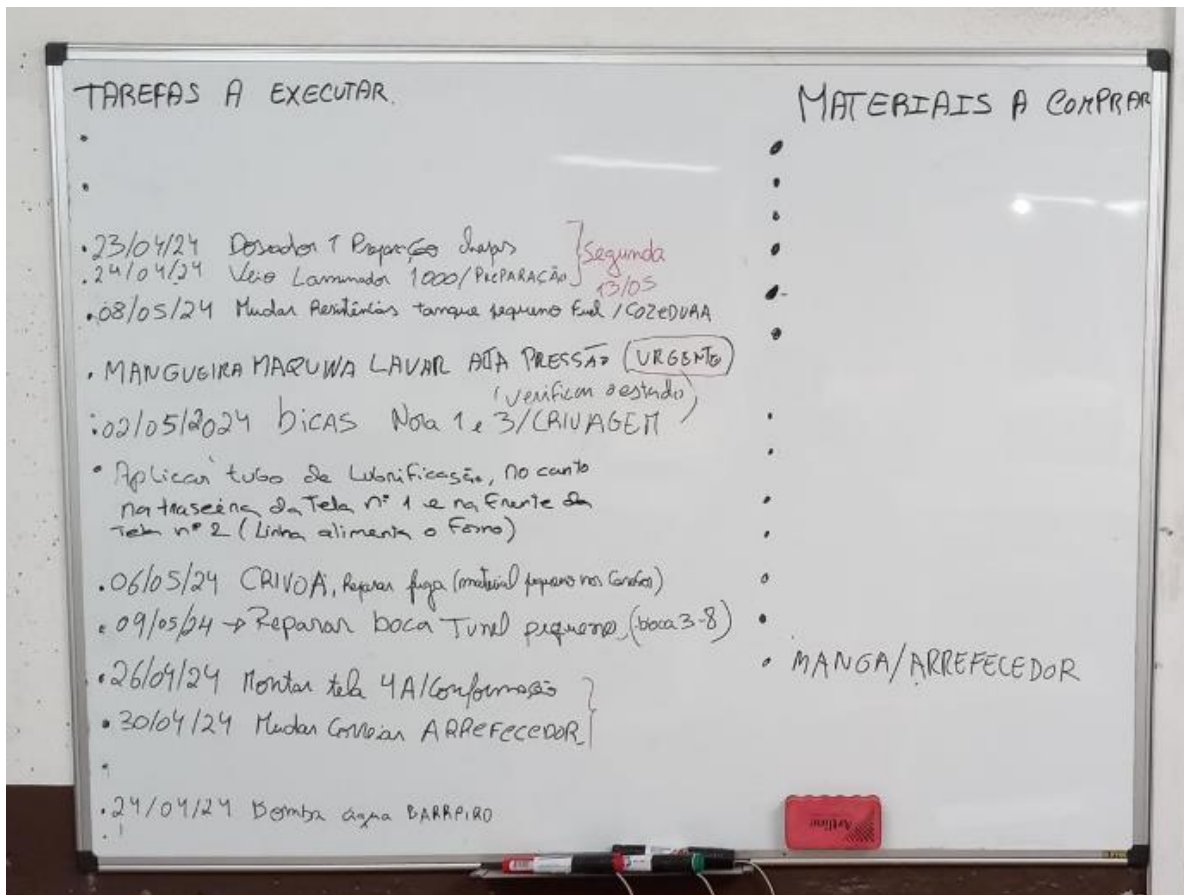 TAREFAS A EXECUTAR.
MATERIAIS A COMPRAR
23/04/24 Doseador 1 Preparação chapas
24/04/24 Veio Laminador 1000/PREPARAÇÃO
Segunda
13/05
08/05/24 Mudar Resistências tanque pequeno Fuel/COZEDURA
MANGUEIRA MAQUINA LAVAR ALTA PRESSÃO (URGENTE)
(verificar o estado)
02/05/2024 bicas Nora 1 e 3/CRIVAGEM
Aplicar tubo de Lubrificação, no canto
na traseira da Tela nº 1 e na Frente da
Tela nº 2 (Linha alimenta o Forno)
06/05/24 CRIVO A, Reparar fuga (material pequeno nos)
09/05/24 → Reparar boca Tunel pequeno, (boca 3-8)
26/04/24 Montar tela 4A/Conformação
30/04/24 Mudar Correias ARREFECEDOR
24/04/24 Bomba água BARREIRO
MANGA/ARREFECEDOR
Artline